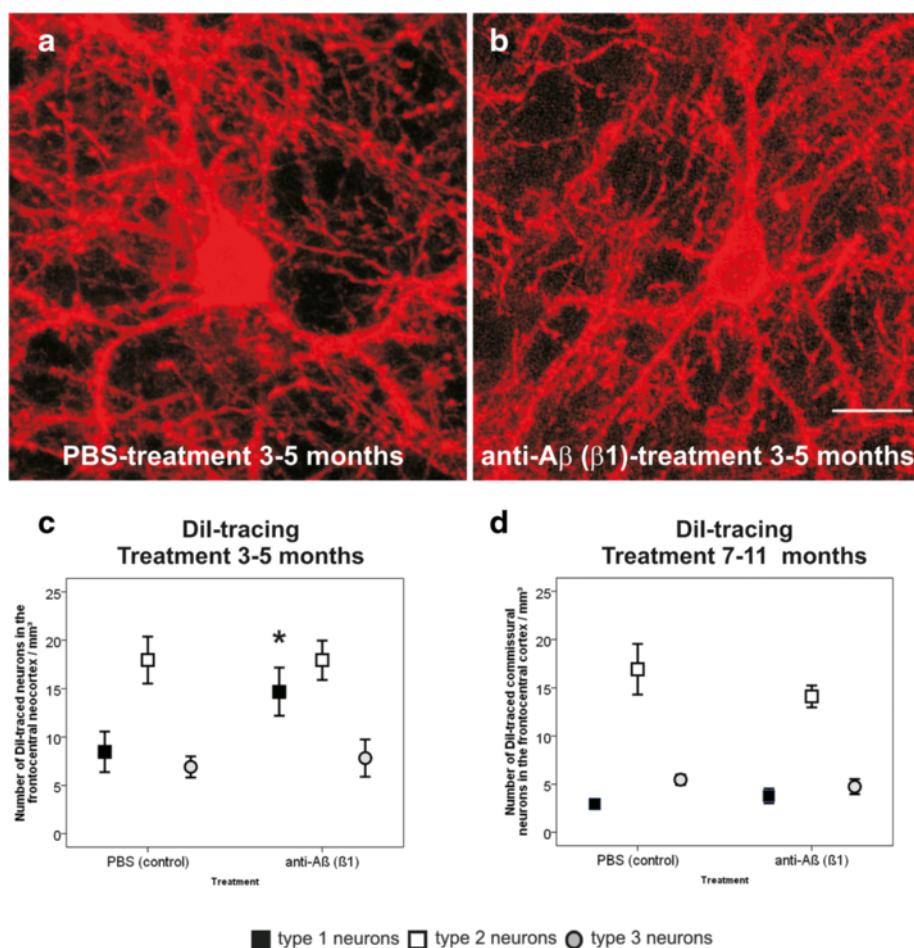 a
b
PBS-treatment 3-5 months
anti-Aβ (β1)-treatment 3-5 months
c
DiI-tracing
Treatment 3-5 months
Number of DiI-traced neurons in the
frontocentral neocortex / mm³
25
20
15
10
5
0
*
PBS (control)
anti-Aß (ß1)
Treatment
d
DiI-tracing
Treatment 7-11 months
Number of DiI-traced commissural
neurons in the frontocentral cortex / mm³
25
20
15
10
5
0
PBS (control)
anti-Aß (ß1)
Treatment
type 1 neurons
type 2 neurons
type 3 neurons